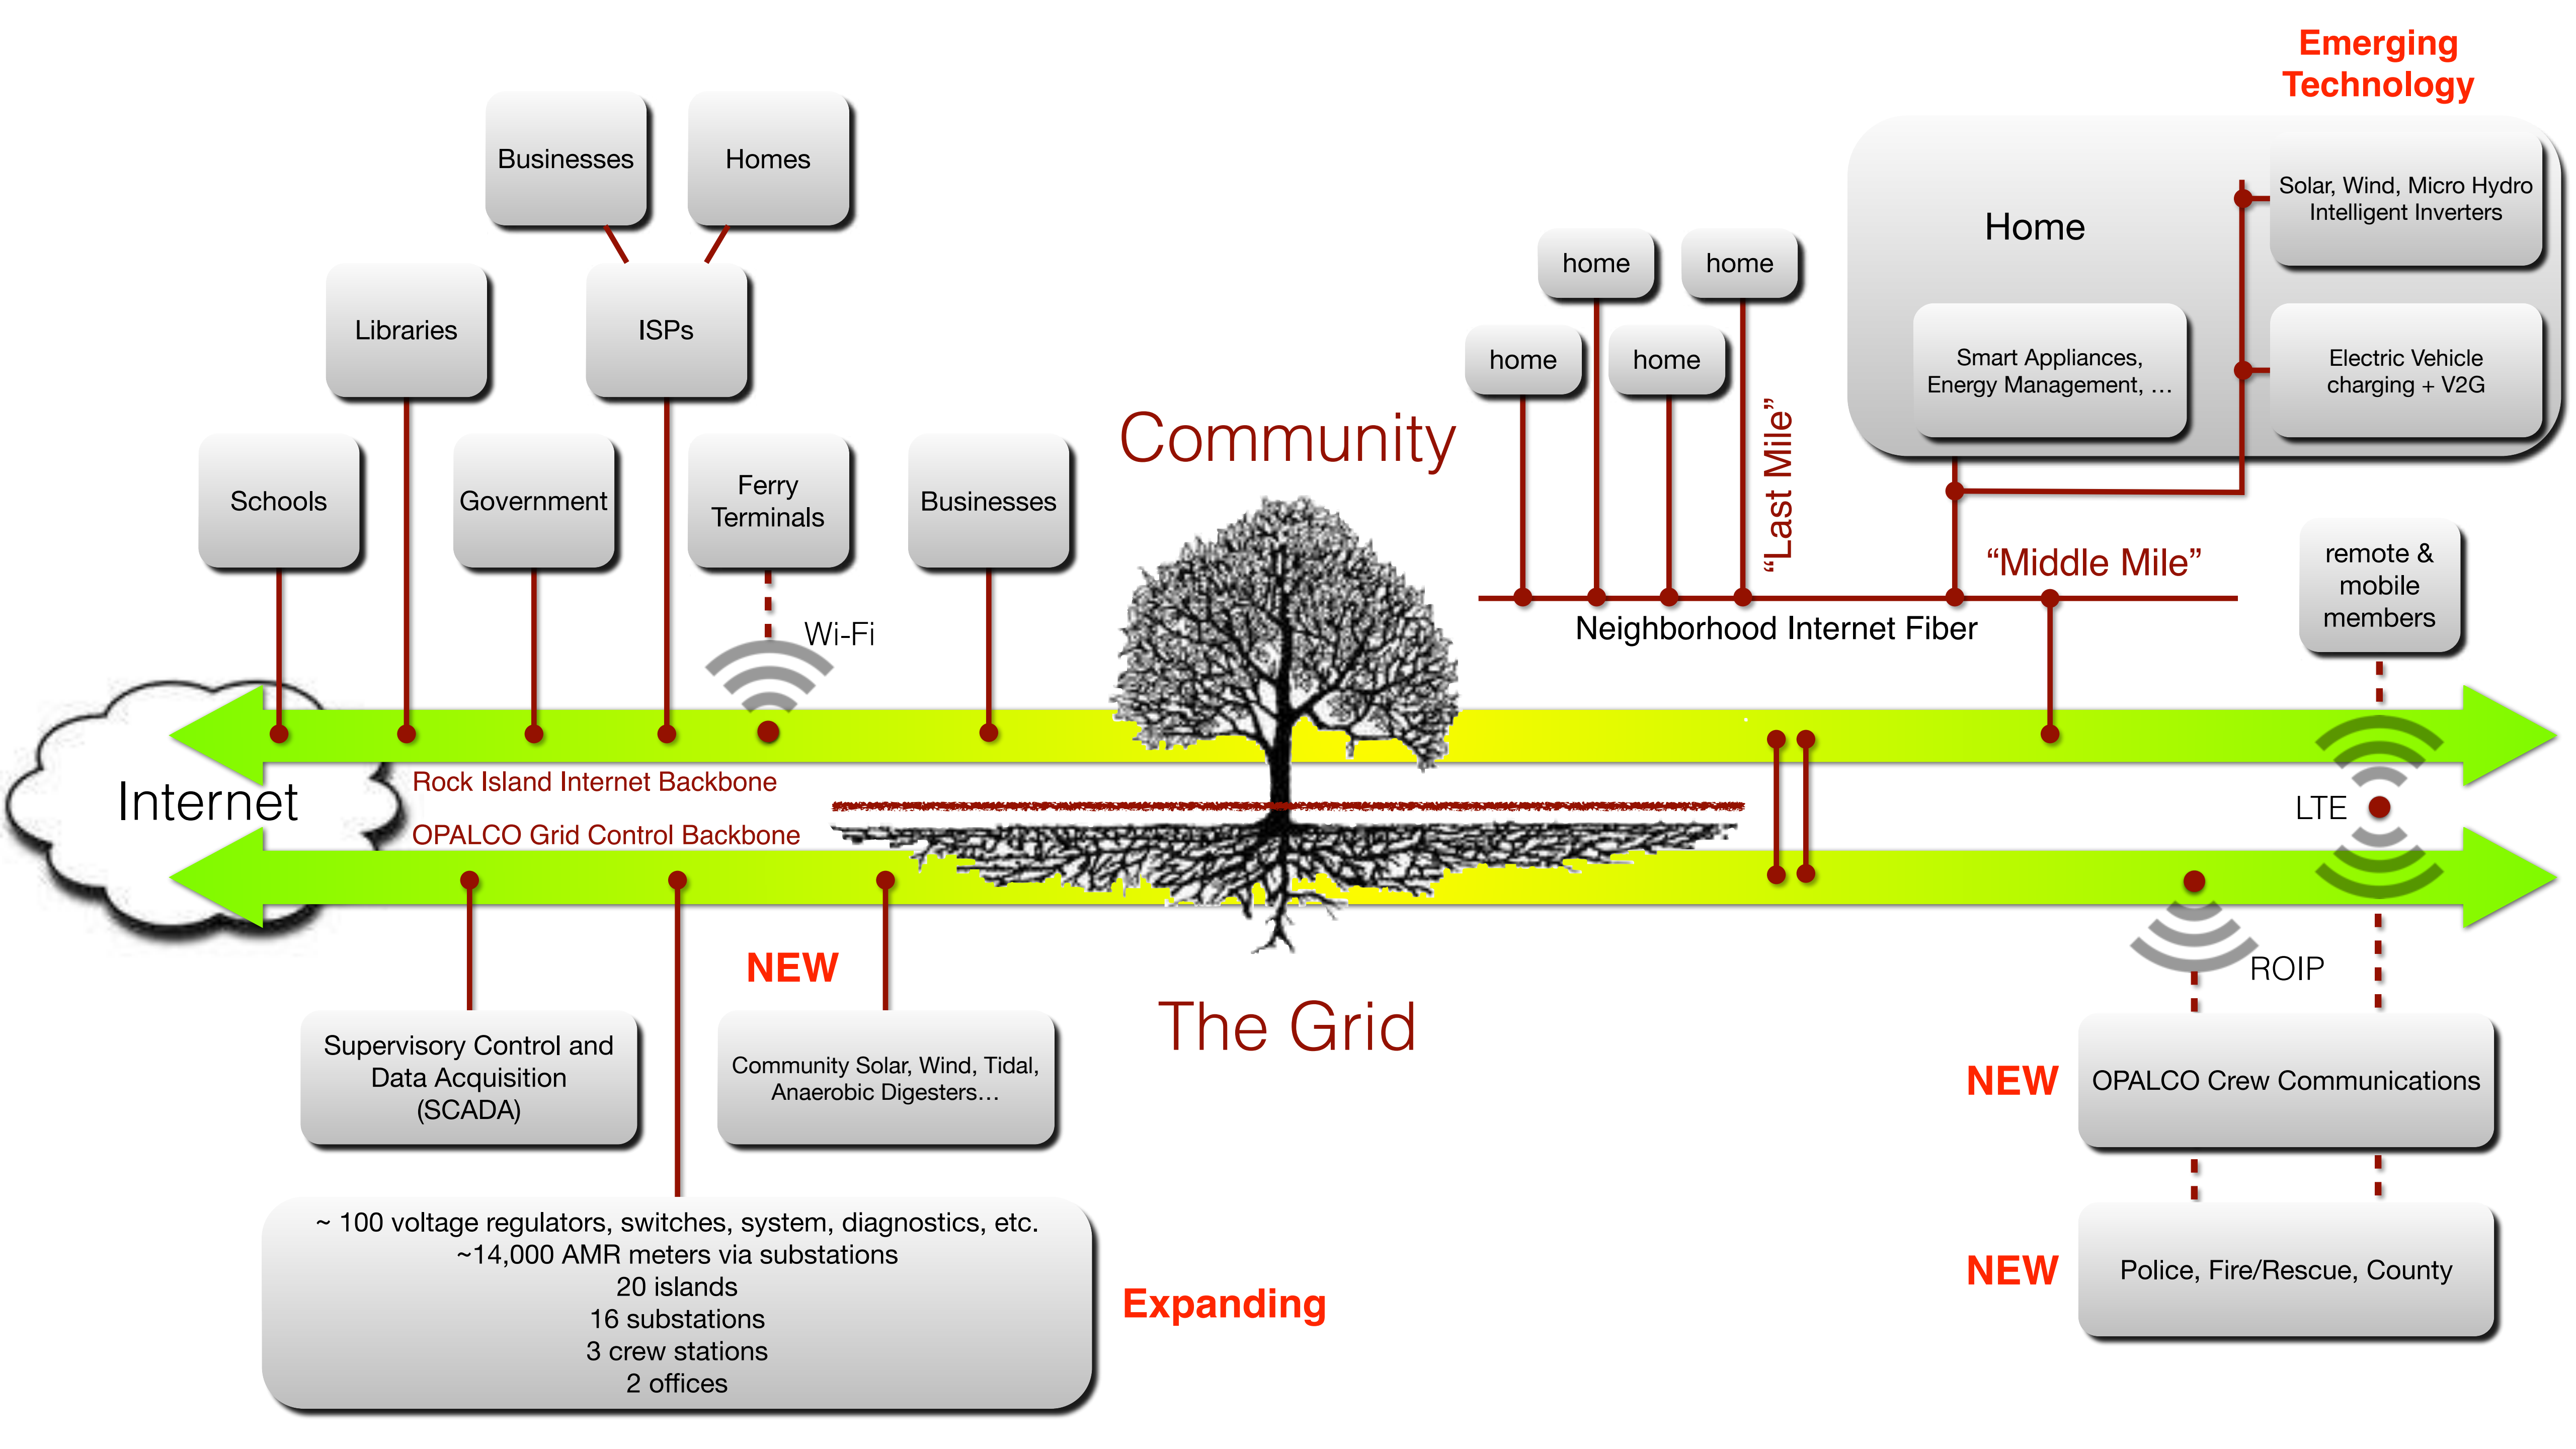 Emerging
Technology
Businesses
Homes
Solar, Wind, Micro Hydro
Intelligent Inverters
Home
home
home
Libraries
ISPs
home
home
Smart Appliances,
Energy Management, …
Electric Vehicle
charging + V2G
Community
“Last Mile”
Schools
Government
Ferry
Terminals
Businesses
“Middle Mile”
remote &
mobile
members
Wi-Fi
Neighborhood Internet Fiber
Rock Island Internet Backbone
Internet
LTE
OPALCO Grid Control Backbone
NEW
ROIP
The Grid
Supervisory Control and
Data Acquisition
(SCADA)
Community Solar, Wind, Tidal,
Anaerobic Digesters…
NEW
OPALCO Crew Communications
~ 100 voltage regulators, switches, system, diagnostics, etc.
~14,000 AMR meters via substations
20 islands
16 substations
3 crew stations
2 offices
Expanding
NEW
Police, Fire/Rescue, County